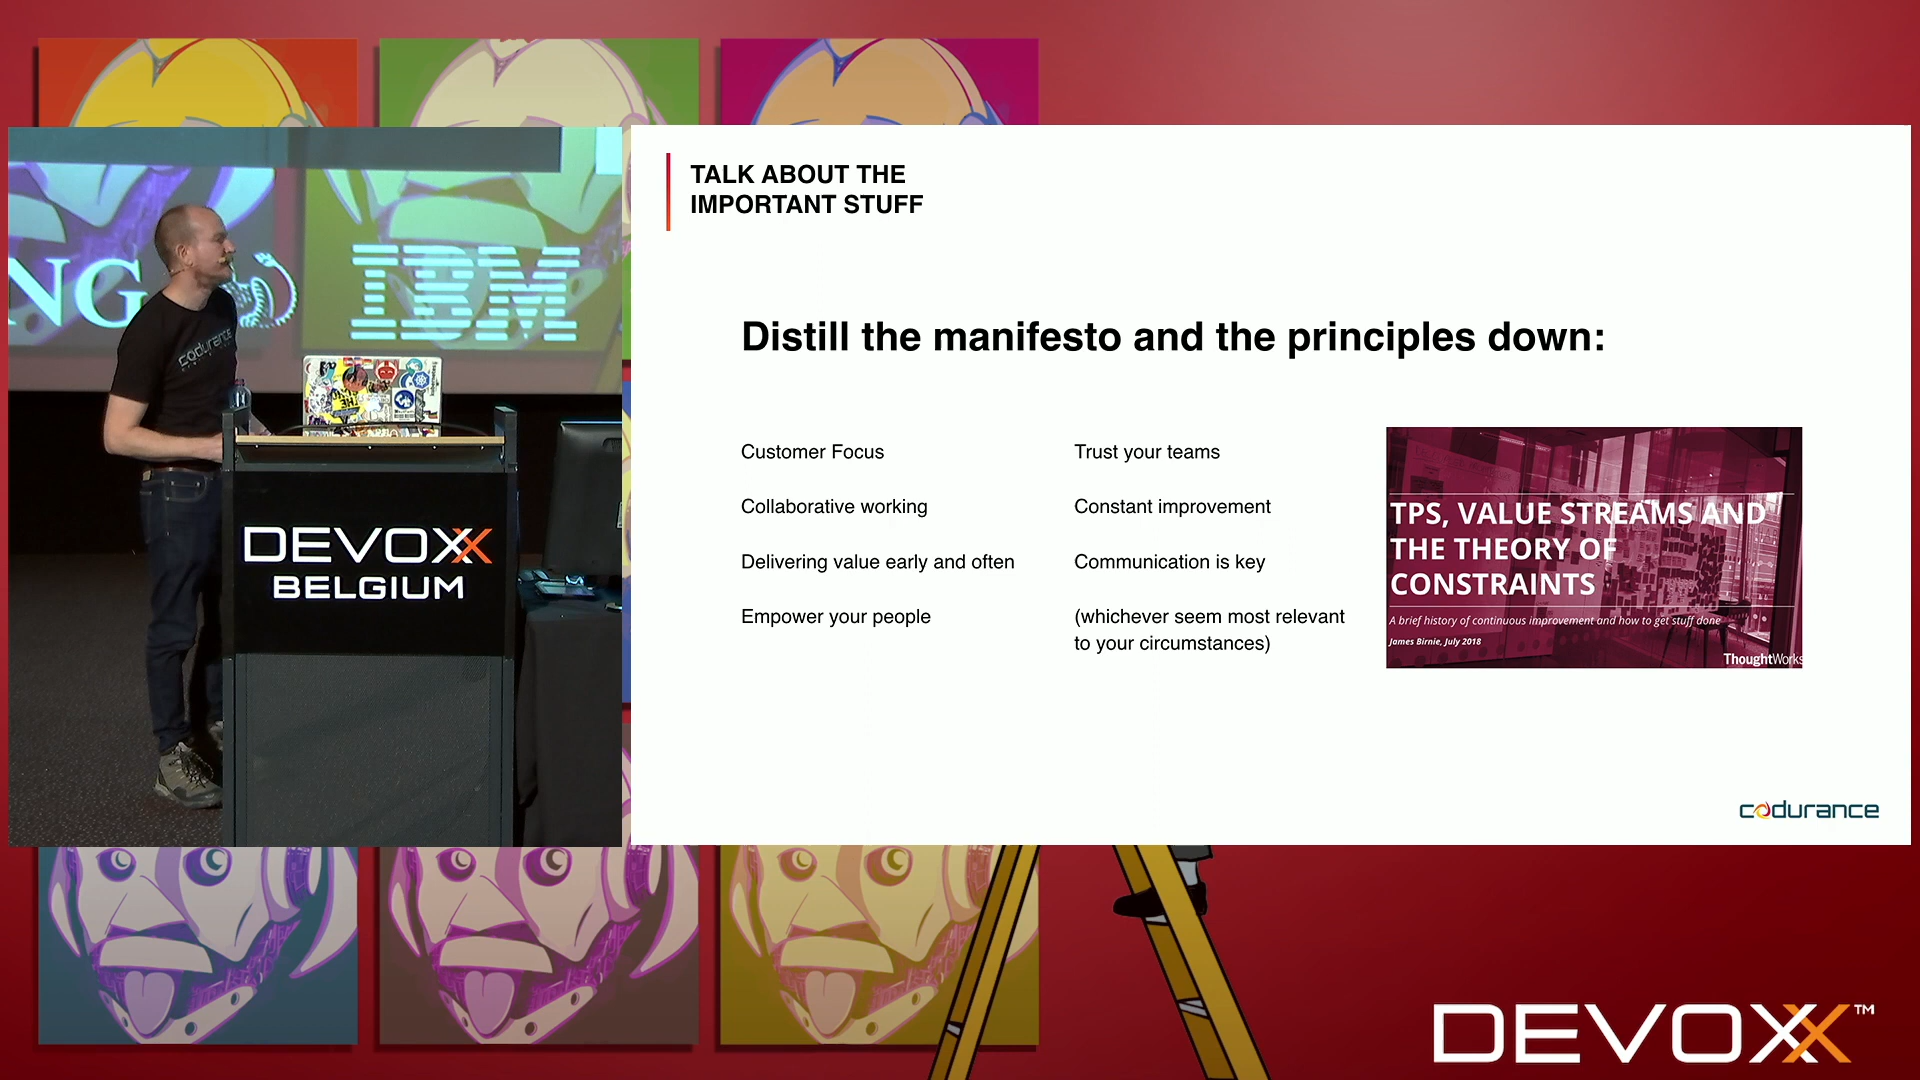 NG
IBM
codurance
DEVOXX
BELGIUM
TALK ABOUT THE
IMPORTANT STUFF
Distill the manifesto and the principles down:
Customer Focus
Collaborative working
Delivering value early and often
Empower your people
Trust your teams
Constant improvement
Communication is key
(whichever seem most relevant
to your circumstances)
TPS, VALUE STREAMS AND
THE THEORY OF
CONSTRAINTS
A brief history of continuous improvement and how to get stuff done
James Birnie, July 2018
ThoughtWorks
codurance
DEVOXX™